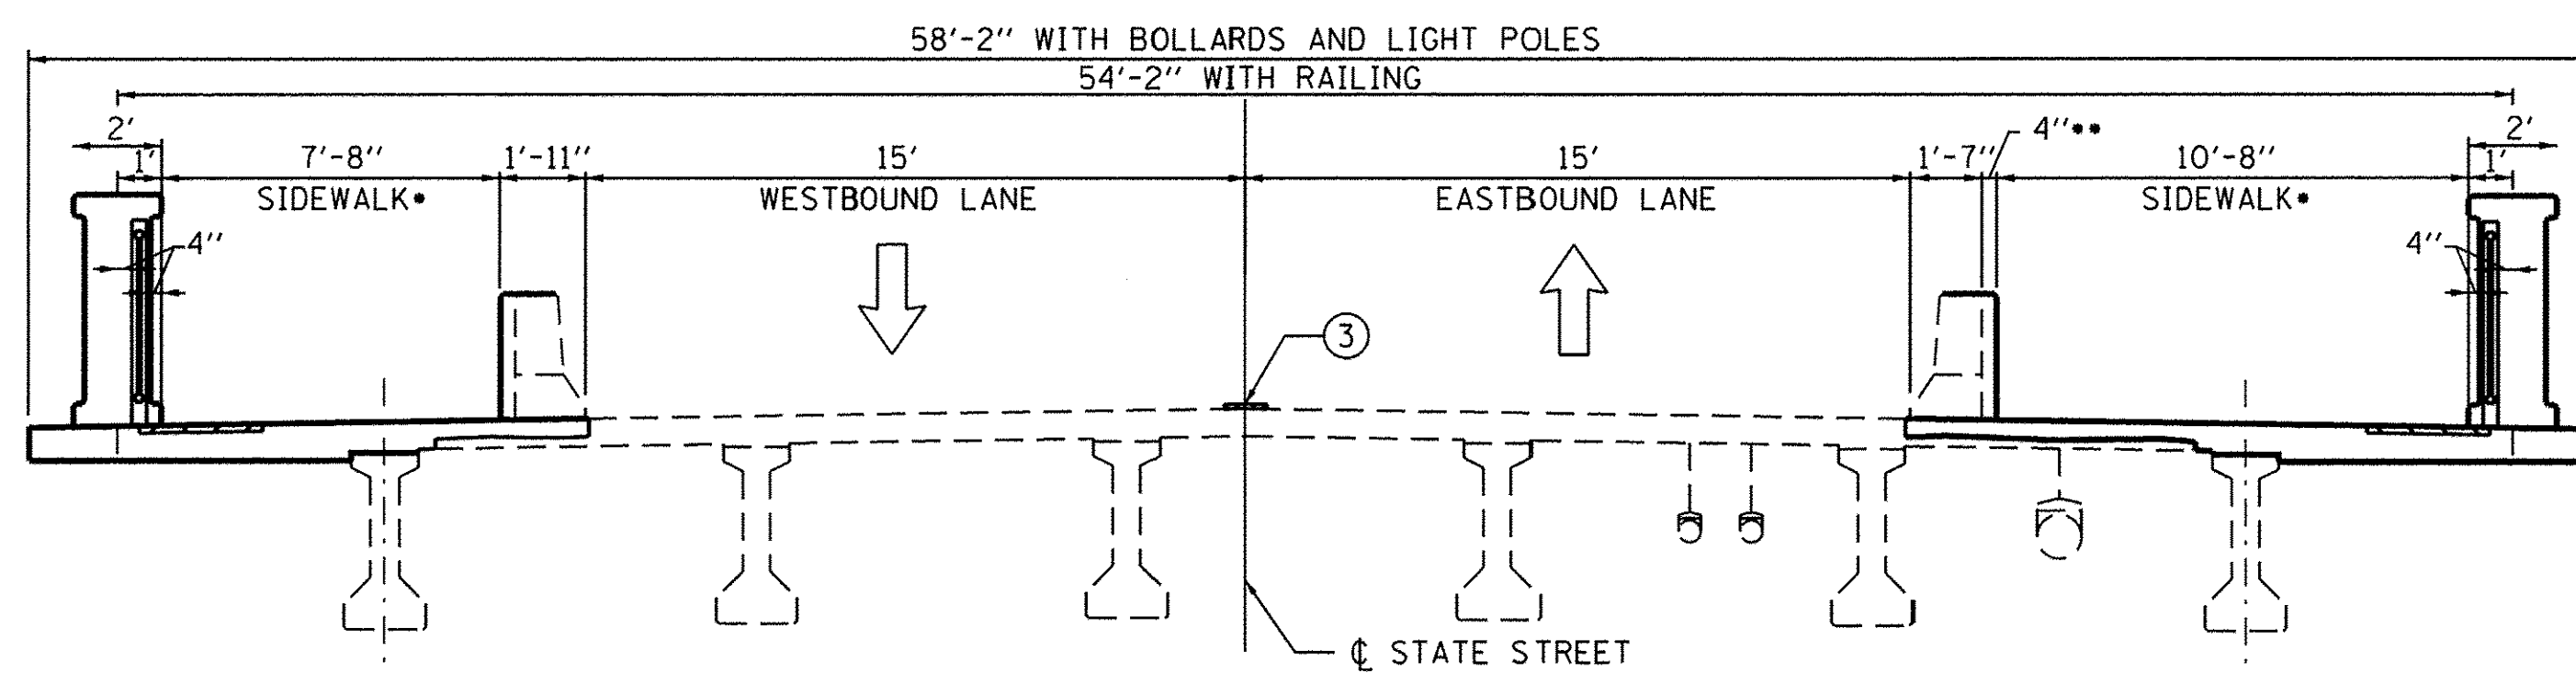 58'-2" WITH BOLLARDS AND LIGHT POLES
54'-2" WITH RAILING
2' 4"•• 2'
1' 7'-8" 1'-11" 15' 15' 1'-7" 10'-8" 1'
SIDEWALK• WESTBOUND LANE EASTBOUND LANE SIDEWALK•
4" 4"
3
℄ STATE STREET